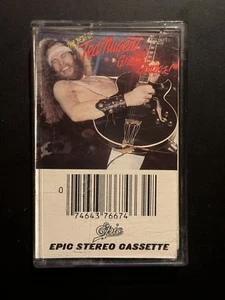 Ted Nugent
0
74643 76674
Epic
EPIC STEREO CASSETTE